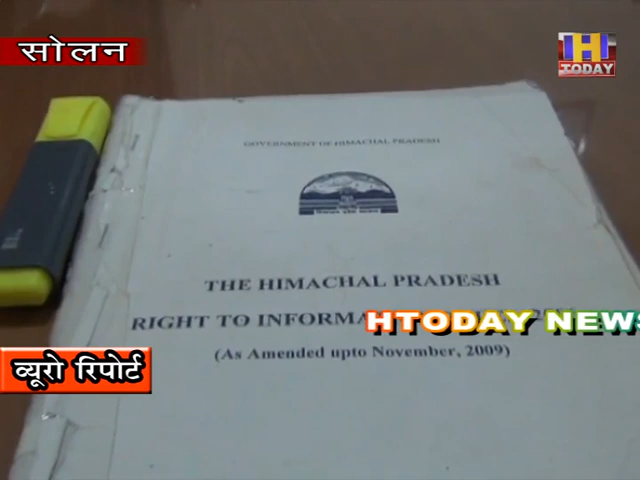 सोलन
H
TODAY
GOVERNMENT OF HIMACHAL PRADESH
THE HIMACHAL PRADESH
RIGHT TO INFORMA
HTODAY NEWS
(As Amended upto November, 2009)
व्यूरो रिपोर्ट